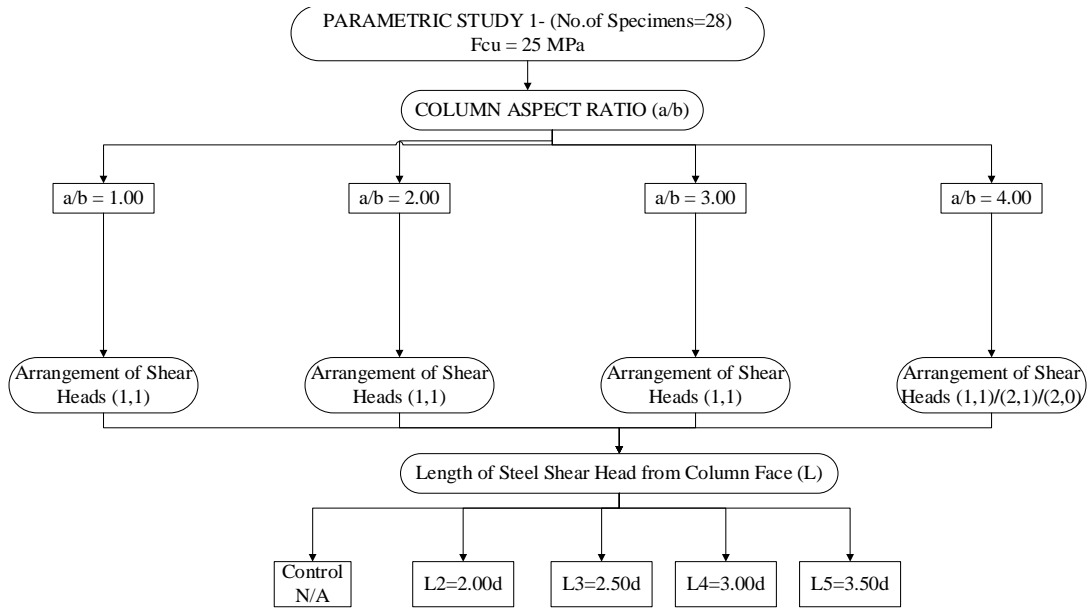 PARAMETRIC STUDY 1- (No.of Specimens=28)
Fcu = 25 MPa
COLUMN ASPECT RATIO (a/b)
a/b = 1.00
a/b = 2.00
a/b = 3.00
a/b = 4.00
Arrangement of Shear
Heads (1,1)
Arrangement of Shear
Heads (1,1)
Arrangement of Shear
Heads (1,1)
Arrangement of Shear
Heads (1,1)/(2,1)/(2,0)
Length of Steel Shear Head from Column Face (L)
Control
N/A
L2=2.00d
L3=2.50d
L4=3.00d
L5=3.50d